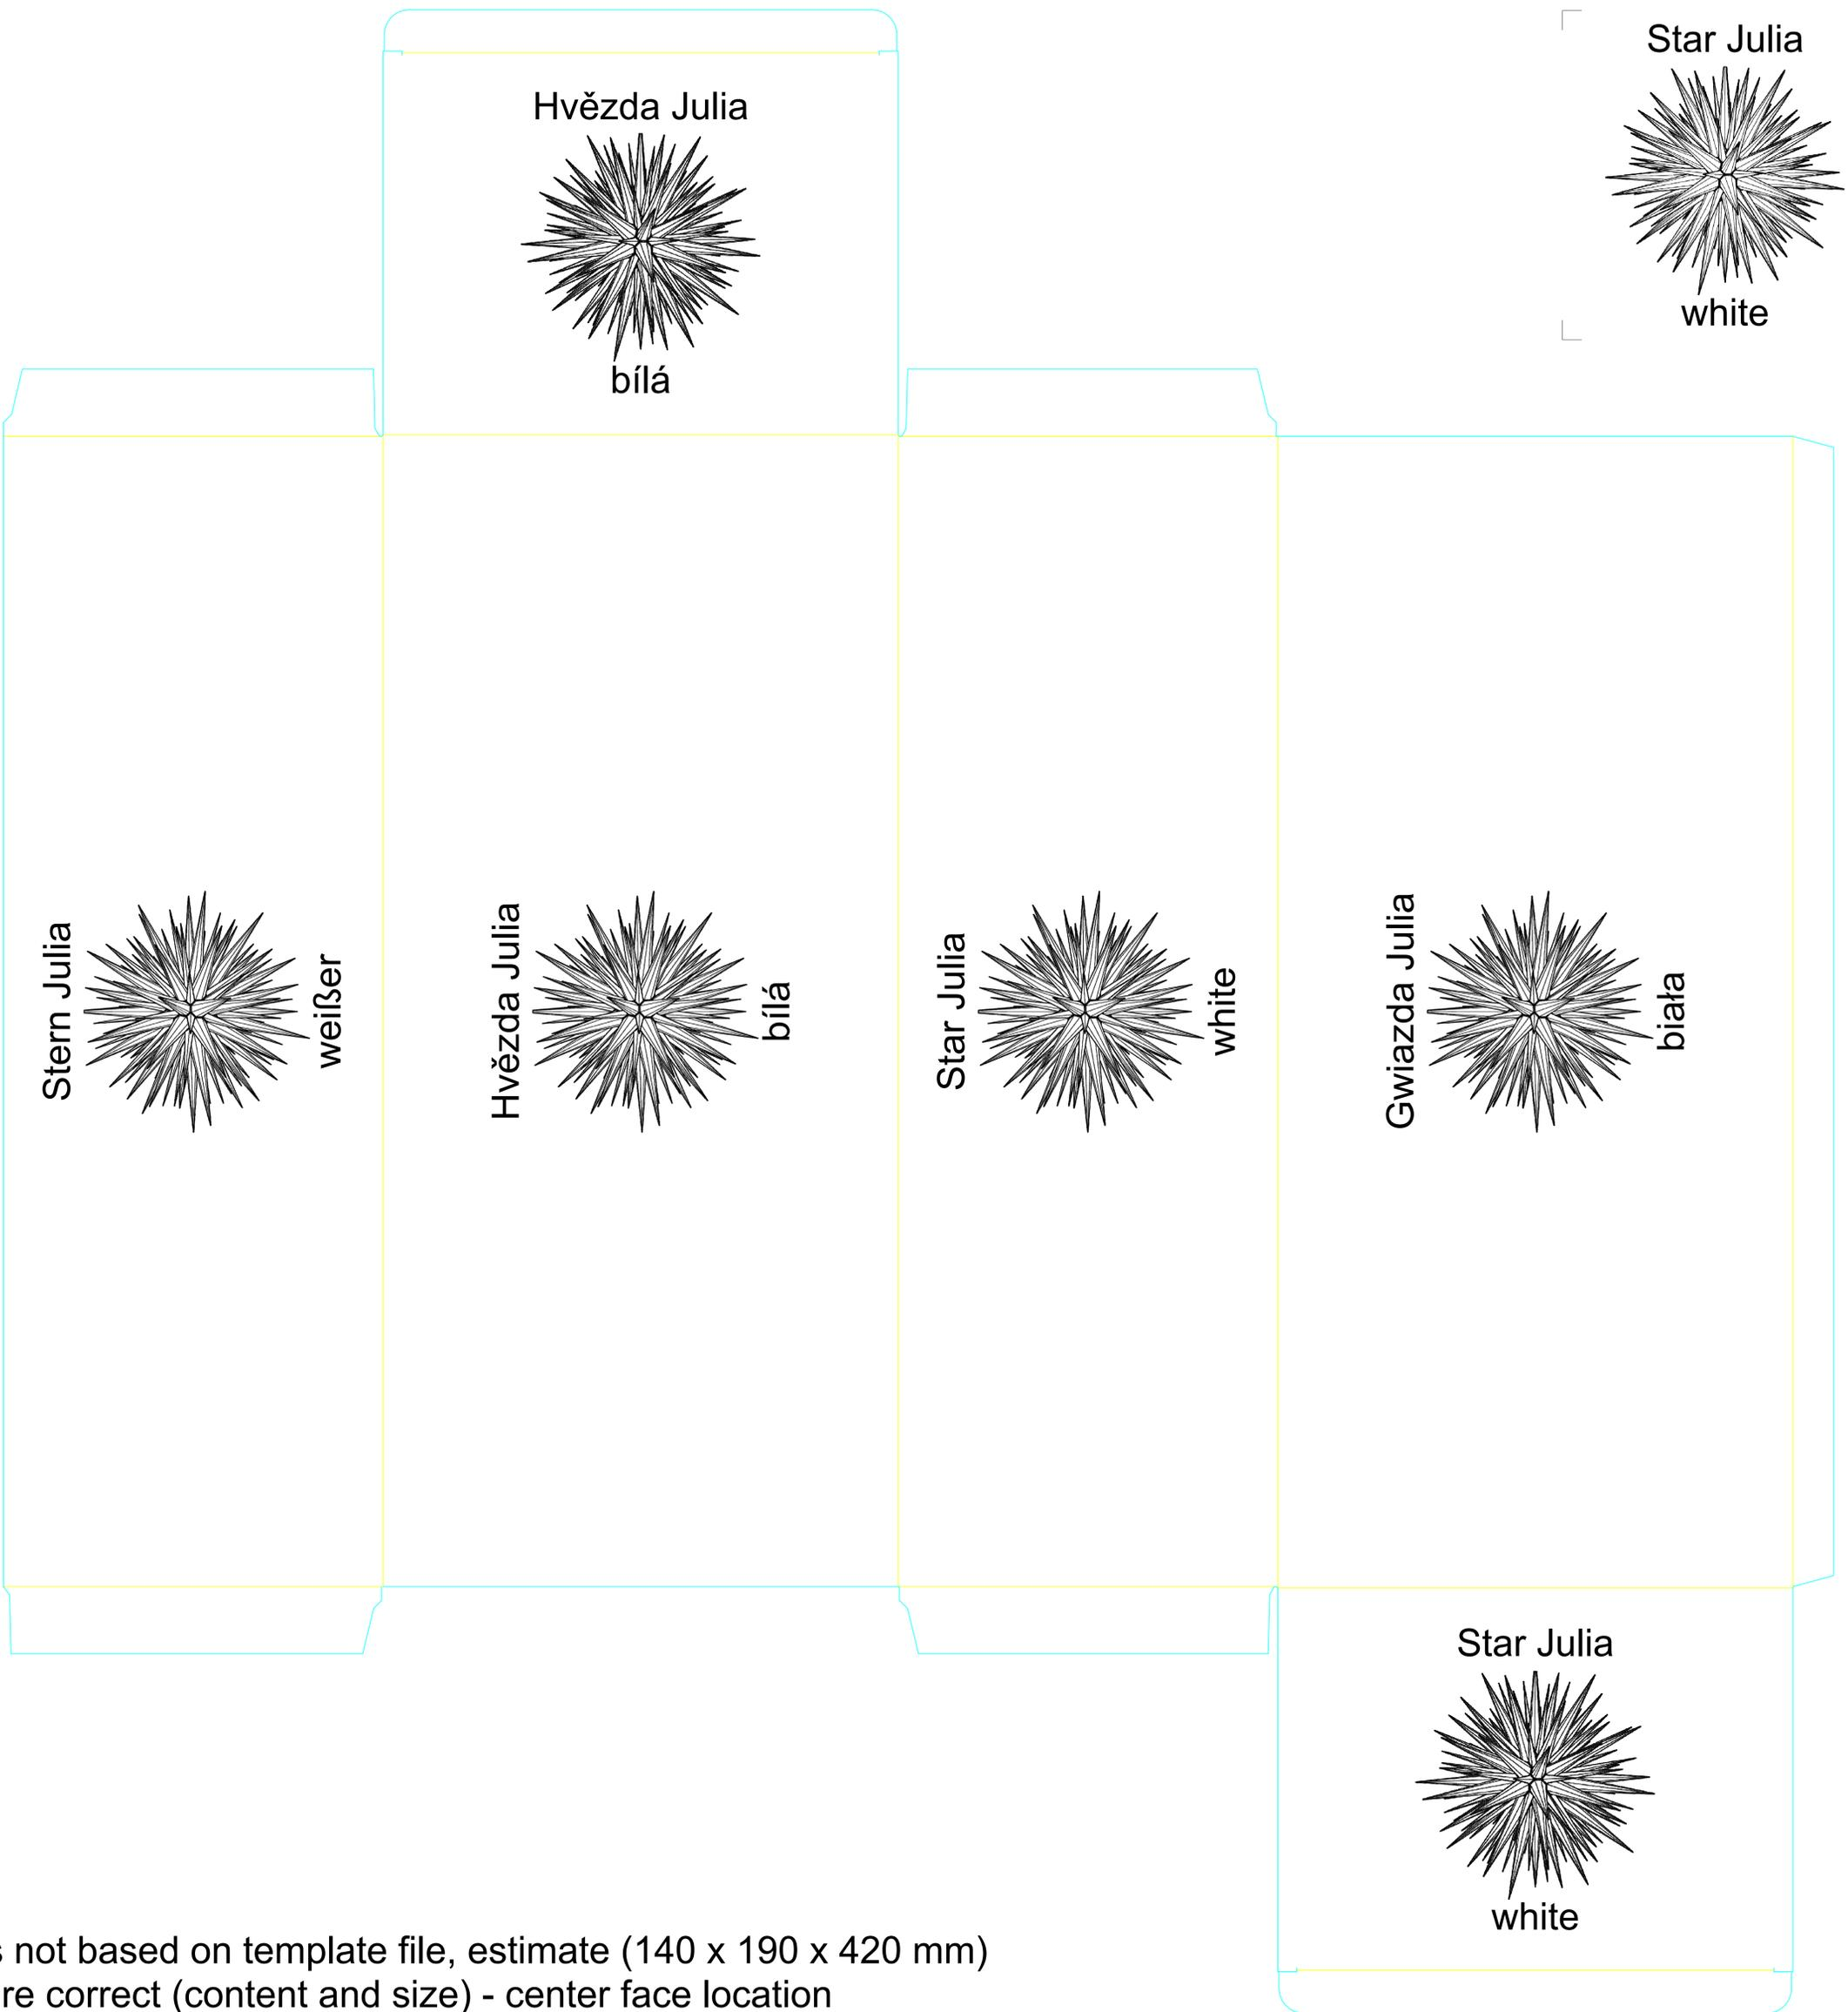 Star Julia
white
Hvězda Julia
bílá
Stern Julia
weißer
Hvězda Julia
bílá
Star Julia
white
Gwiazda Julia
biała
Star Julia
white
not based on template file, estimate (140 x 190 x 420 mm)
correct (content and size) - center face location